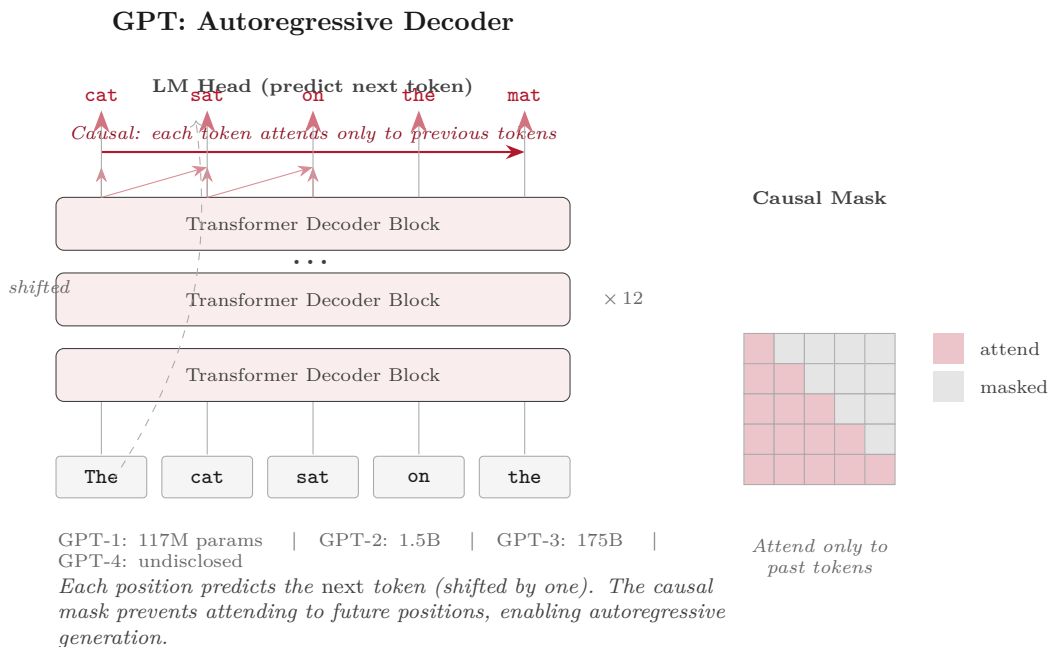 GPT: Autoregressive Decoder
LM Head (predict next token)
cat sat on the mat
Causal: each token attends only to previous tokens
Transformer Decoder Block
...
shifted
Transformer Decoder Block
× 12
Transformer Decoder Block
The cat sat on the
Causal Mask
attend
masked
Attend only to
past tokens
GPT-1: 117M params | GPT-2: 1.5B | GPT-3: 175B |
GPT-4: undisclosed
Each position predicts the next token (shifted by one). The causal
mask prevents attending to future positions, enabling autoregressive
generation.